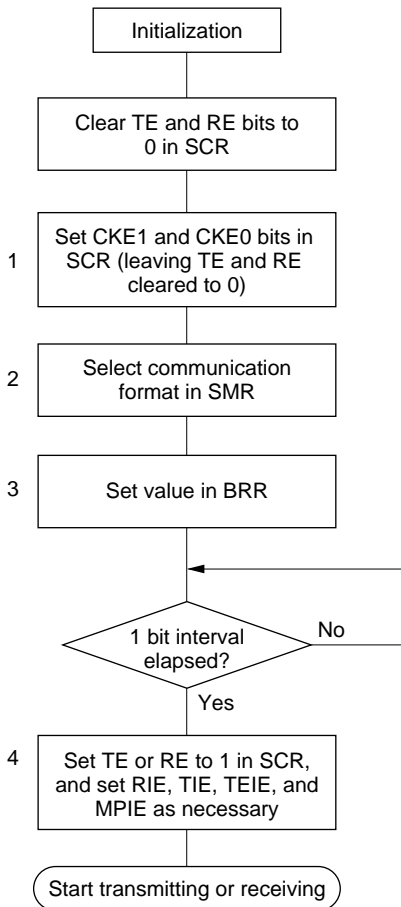 Initialization
Clear TE and RE bits to
0 in SCR
1
Set CKE1 and CKE0 bits in
SCR (leaving TE and RE
cleared to 0)
2
Select communication
format in SMR
3
Set value in BRR
1 bit interval
elapsed?
No
Yes
4
Set TE or RE to 1 in SCR,
and set RIE, TIE, TEIE, and
MPIE as necessary
Start transmitting or receiving